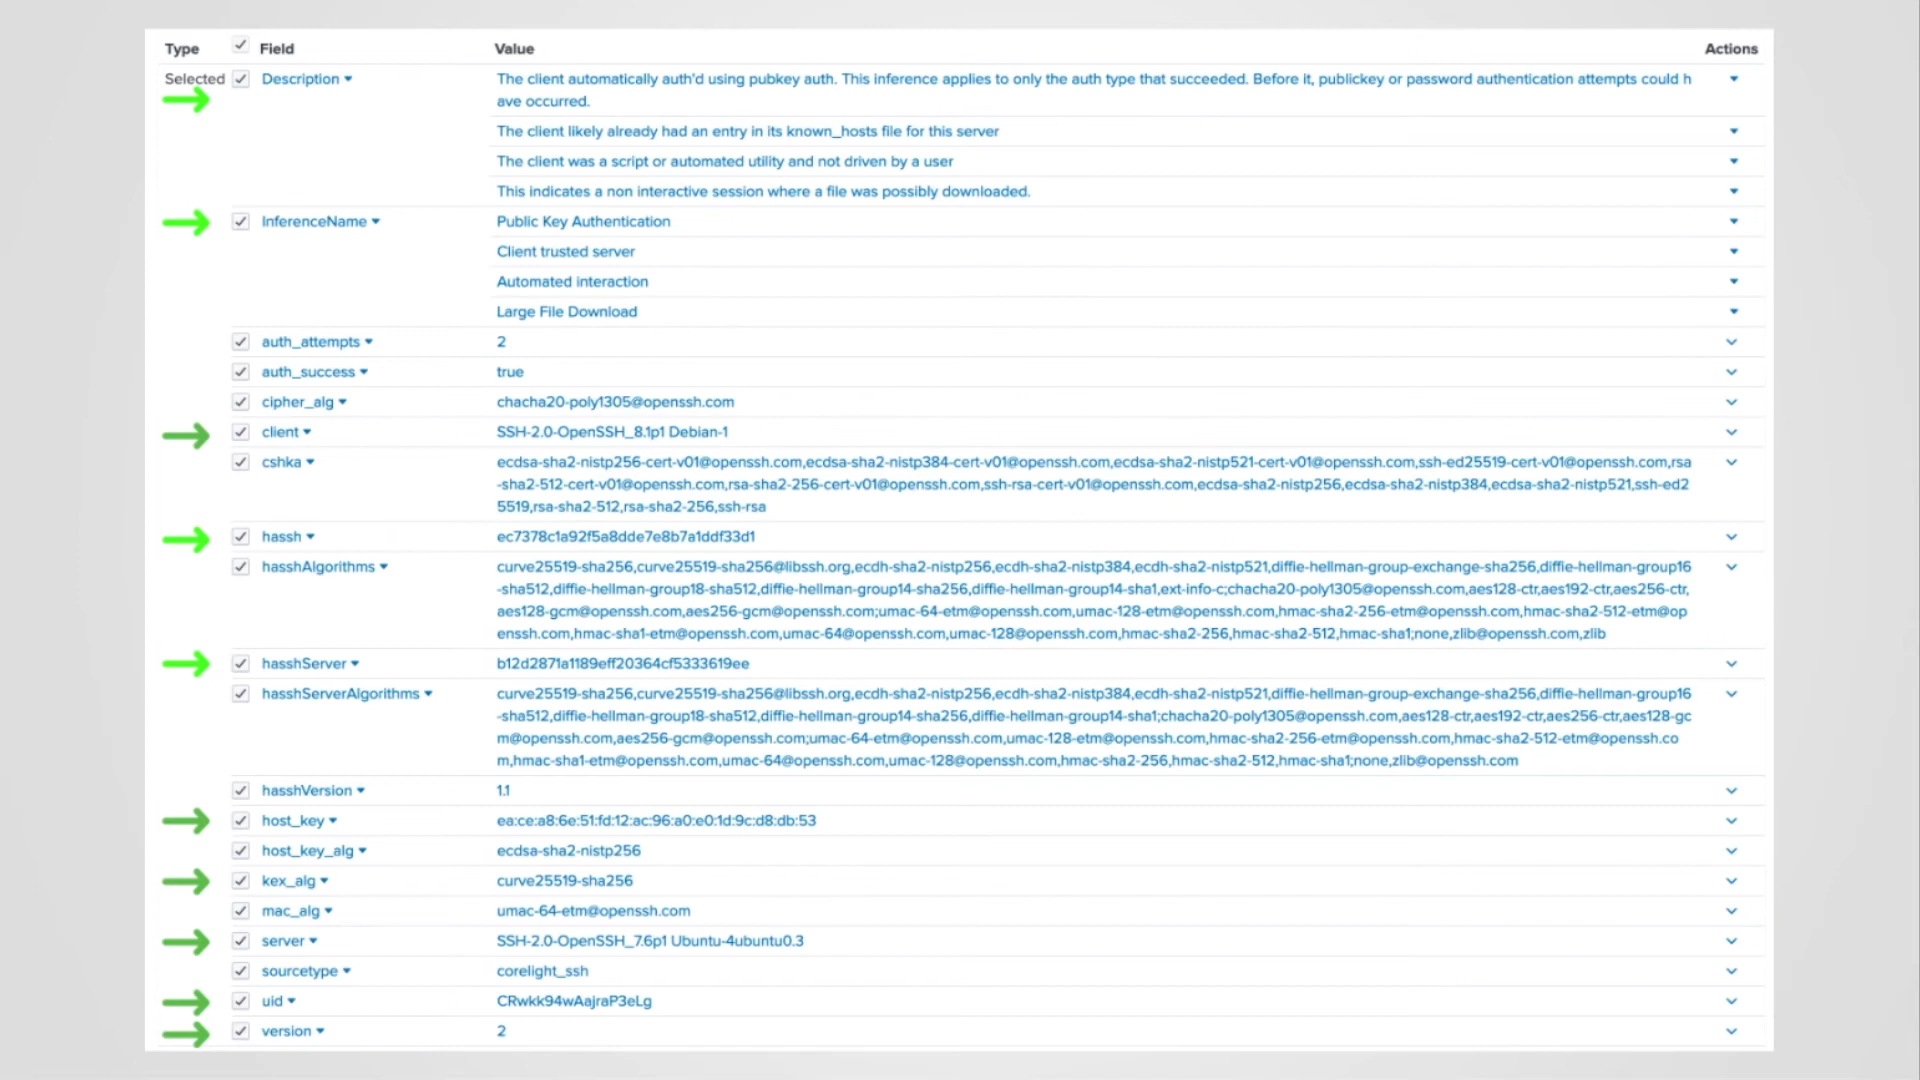 Type Field Value Actions
Selected Description The client automatically auth'd using pubkey auth. This inference applies to only the auth type that succeeded. Before it, publickey or password authentication attempts could h
ave occurred.
The client likely already had an entry in its known_hosts file for this server
The client was a script or automated utility and not driven by a user
This indicates a non interactive session where a file was possibly downloaded.
InferenceName Public Key Authentication
Client trusted server
Automated interaction
Large File Download
auth_attempts 2
auth_success true
cipher_alg chacha20-poly1305@openssh.com
client SSH-2.0-OpenSSH_8.1p1 Debian-1
cshka ecdsa-sha2-nistp256-cert-v01@openssh.com,ecdsa-sha2-nistp384-cert-v01@openssh.com,ecdsa-sha2-nistp521-cert-v01@openssh.com,ssh-ed25519-cert-v01@openssh.com,rsa
-sha2-512-cert-v01@openssh.com,rsa-sha2-256-cert-v01@openssh.com,ssh-rsa-cert-v01@openssh.com,ecdsa-sha2-nistp256,ecdsa-sha2-nistp384,ecdsa-sha2-nistp521,ssh-ed2
5519,rsa-sha2-512,rsa-sha2-256,ssh-rsa
hassh ec7378c1a92f5a8dde7e8b7a1ddf33d1
hasshAlgorithms curve25519-sha256,curve25519-sha256@libssh.org,ecdh-sha2-nistp256,ecdh-sha2-nistp384,ecdh-sha2-nistp521,diffie-hellman-group-exchange-sha256,diffie-hellman-group16
-sha512,diffie-hellman-group18-sha512,diffie-hellman-group14-sha256,diffie-hellman-group14-sha1,ext-info-c;chacha20-poly1305@openssh.com,aes128-ctr,aes192-ctr,aes256-ctr,
aes128-gcm@openssh.com,aes256-gcm@openssh.com;umac-64-etm@openssh.com,umac-128-etm@openssh.com,hmac-sha2-256-etm@openssh.com,hmac-sha2-512-etm@op
enssh.com,hmac-sha1-etm@openssh.com,umac-64@openssh.com,umac-128@openssh.com,hmac-sha2-256,hmac-sha2-512,hmac-sha1;none,zlib@openssh.com,zlib
hasshServer b12d2871a1189eff20364cf5333619ee
hasshServerAlgorithms curve25519-sha256,curve25519-sha256@libssh.org,ecdh-sha2-nistp256,ecdh-sha2-nistp384,ecdh-sha2-nistp521,diffie-hellman-group-exchange-sha256,diffie-hellman-group16
-sha512,diffie-hellman-group18-sha512,diffie-hellman-group14-sha256,diffie-hellman-group14-sha1;chacha20-poly1305@openssh.com,aes128-ctr,aes192-ctr,aes256-ctr,aes128-gc
m@openssh.com,aes256-gcm@openssh.com;umac-64-etm@openssh.com,umac-128-etm@openssh.com,hmac-sha2-256-etm@openssh.com,hmac-sha2-512-etm@openssh.co
m,hmac-sha1-etm@openssh.com,umac-64@openssh.com,umac-128@openssh.com,hmac-sha2-256,hmac-sha2-512,hmac-sha1;none,zlib@openssh.com
hasshVersion 1.1
host_key ea:ce:a8:6e:51:fd:12:ac:96:a0:e0:1d:9c:d8:db:53
host_key_alg ecdsa-sha2-nistp256
kex_alg curve25519-sha256
mac_alg umac-64-etm@openssh.com
server SSH-2.0-OpenSSH_7.6p1 Ubuntu-4ubuntu0.3
sourcetype corelight_ssh
uid CRwkk94wAajraP3eLg
version 2